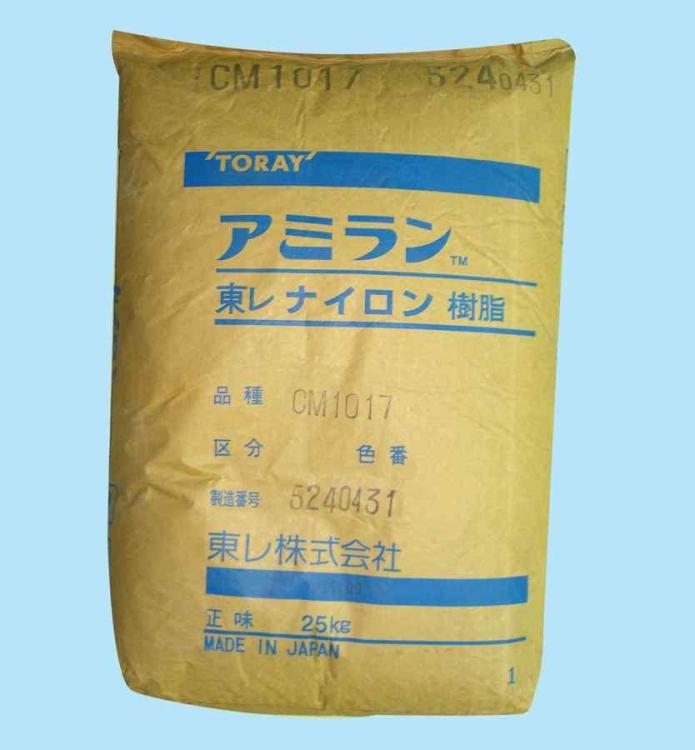 CM1017 5240431
'TORAY'
アミラン™
東レ ナイロン 樹脂
品種 CM1017
区分 色番
製造番号 5240431
東レ株式会社
正味 25kg
MADE IN JAPAN
1